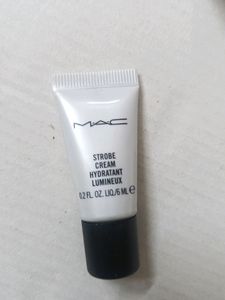 MAC
STROBE
CREAM
HYDRATANT
LUMINEUX
0.2 FL. OZ. LIQ./6 ML e